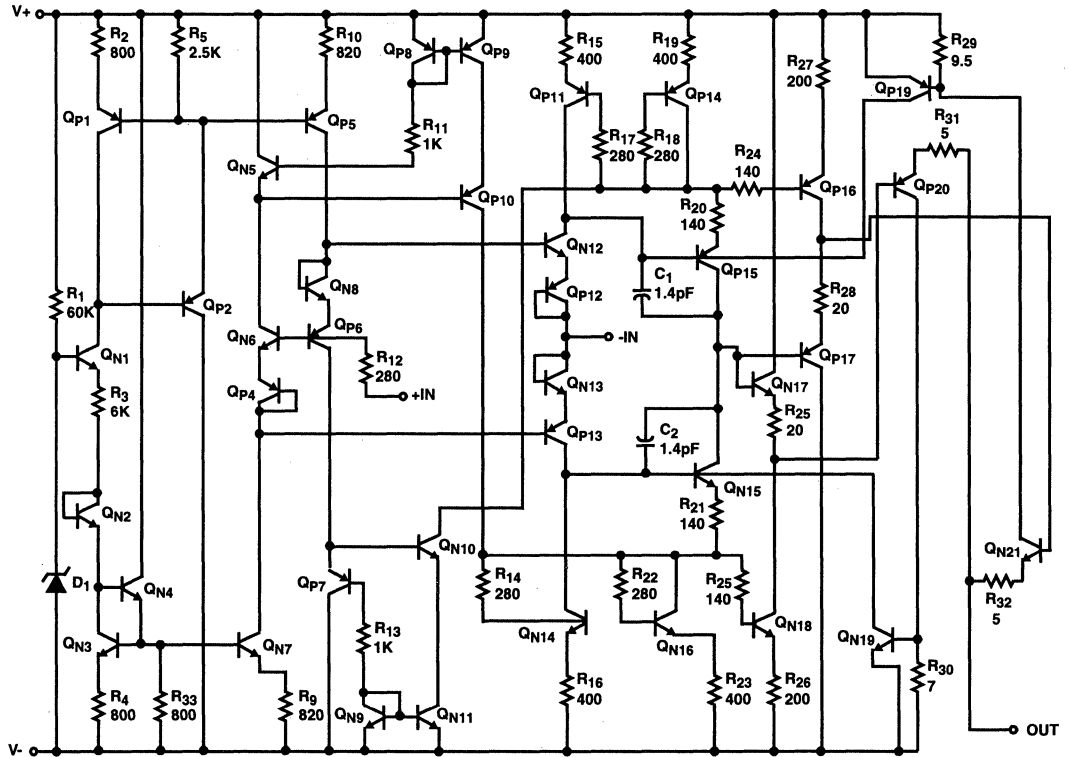 V+
R2
800
R5
2.5K
R10
820
QP8
QP9
R15
400
R19
400
R27
200
R29
9.5
QP19
QP1
QP5
R11
1K
QP11
QP14
R17
280
R18
280
R31
5
QN5
QP10
R24
140
QP16
QP20
R20
140
QN12
QP15
R1
60K
QP2
QN8
QP12
C1
1.4pF
R28
20
QN1
QN6
QP6
R12
280
-IN
QP17
R3
6K
QP4
+IN
QN13
QN17
R25
20
QP13
C2
1.4pF
QN2
QN15
R21
140
QN10
QN21
D1
QN4
QP7
R14
280
R22
280
R25
140
R32
5
QN3
QN7
R13
1K
QN14
QN16
QN18
QN19
R4
800
R33
800
R9
820
QN9
QN11
R16
400
R23
400
R26
200
R30
7
V-
OUT